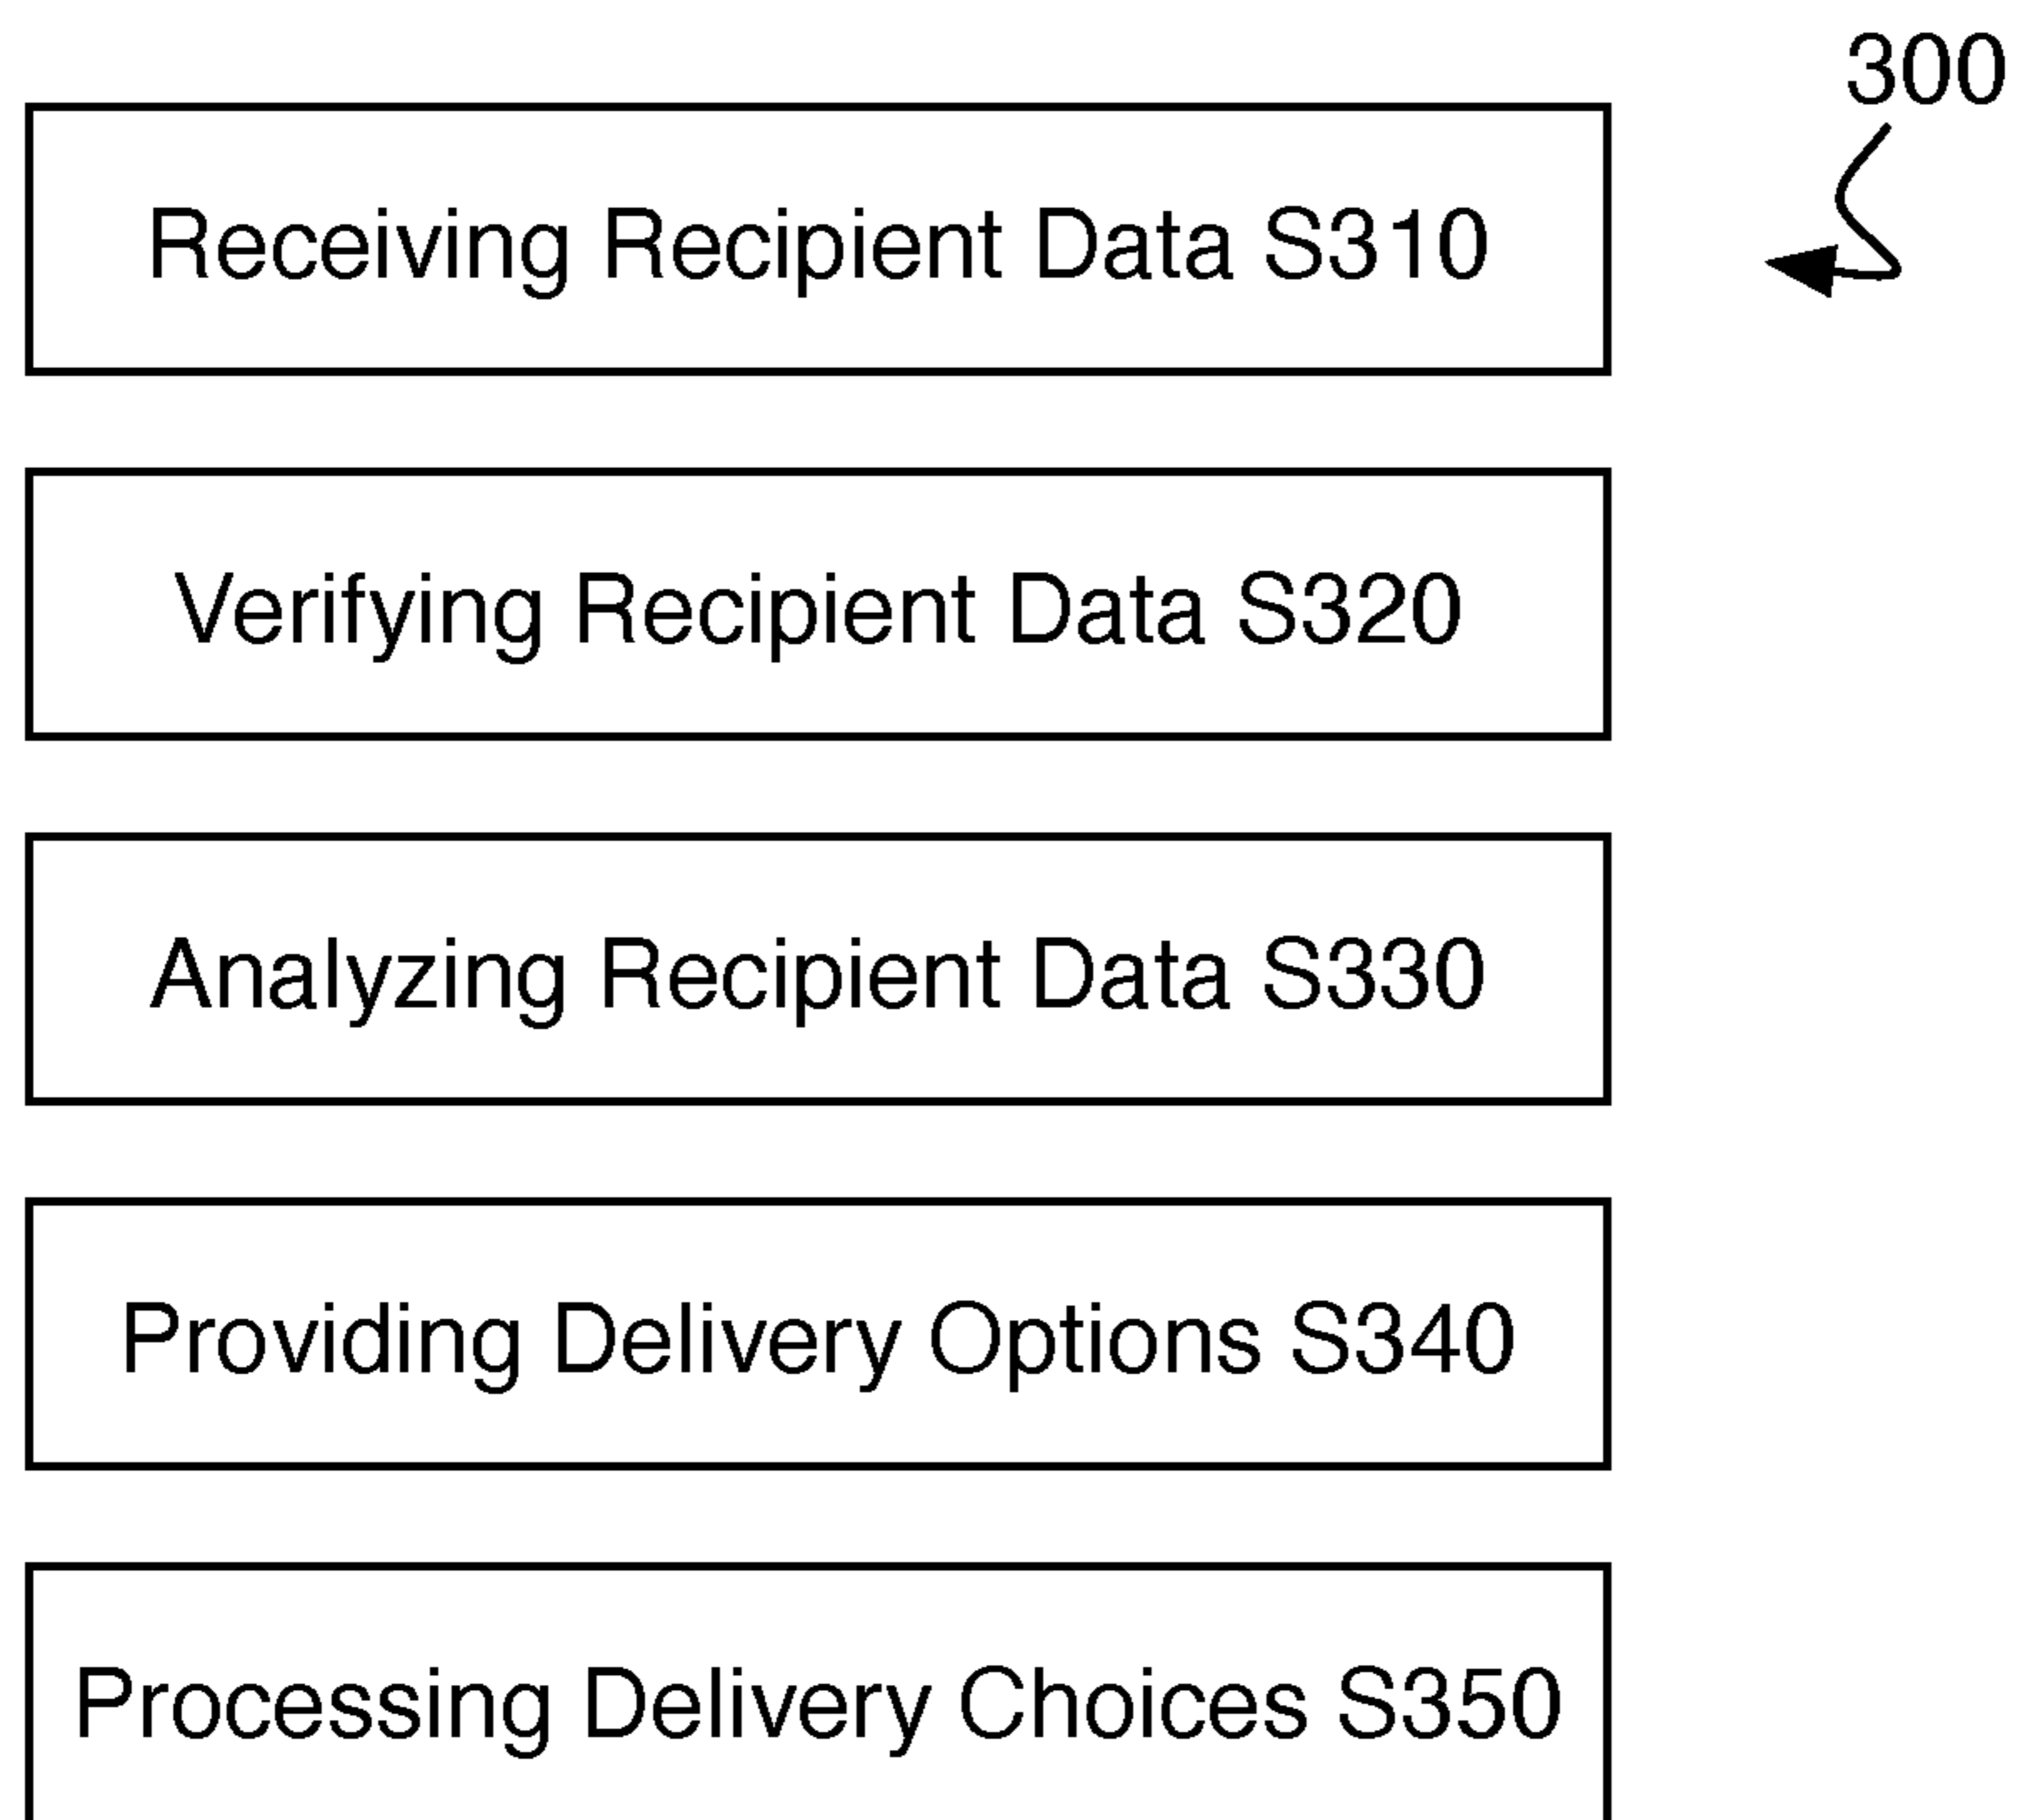 300
Receiving Recipient Data S310
Verifying Recipient Data S320
Analyzing Recipient Data S330
Providing Delivery Options S340
Processing Delivery Choices S350